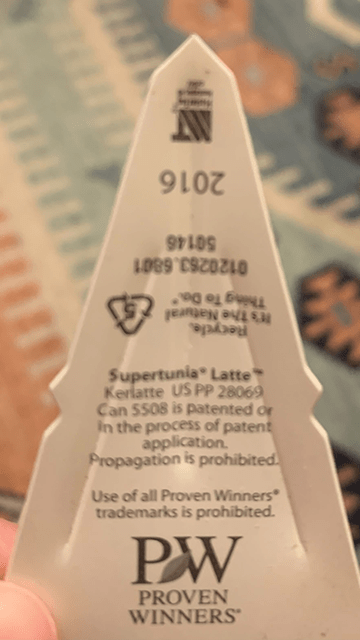 2016
50146
0120263.6801
Recycle.
It's The Natural
Thing To Do.®
5
Supertunia® Latte™
Kerlatte US PP 28069
Can 5508 is patented or
in the process of patent
application.
Propagation is prohibited.
Use of all Proven Winners®
trademarks is prohibited.
PW
PROVEN
WINNERS®